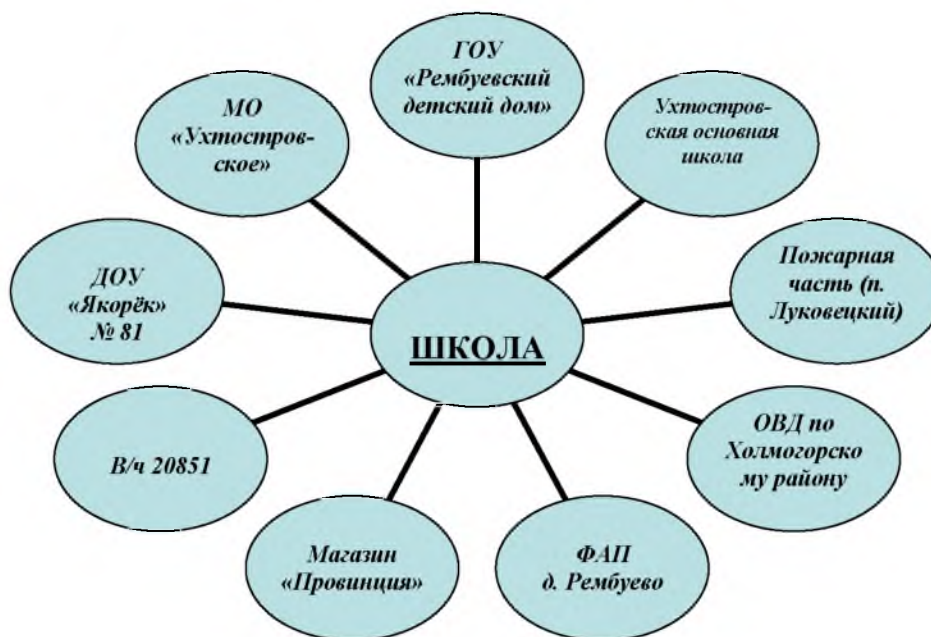 ГОУ
«Рембуевский
детский дом»
МО
«Ухтостров-
ское»
Ухтостров-
ская основная
школа
ДОУ
«Якорёк»
№ 81
Пожарная
часть (п.
Луковецкий)
ШКОЛА
В/ч 20851
ОВД по
Холмогорско
му району
Магазин
«Провинция»
ФАП
д. Рембуево